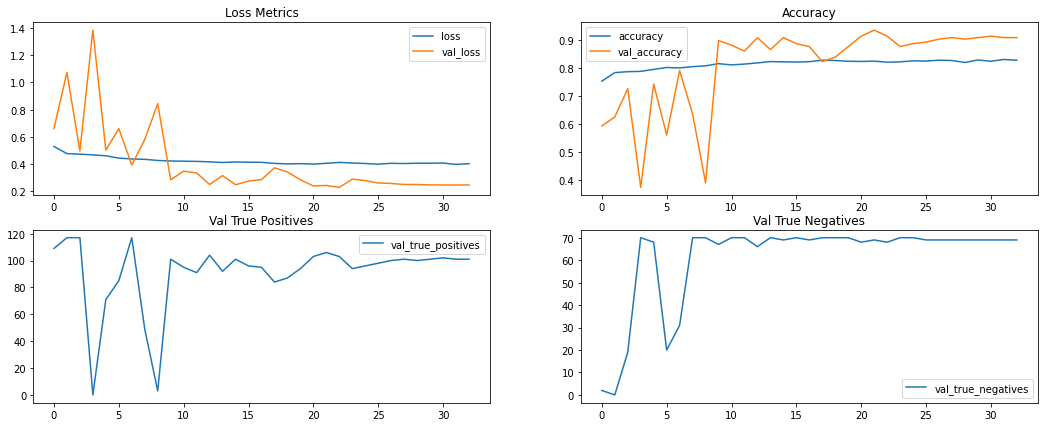 Loss Metrics
1.4
1.2
1.0
0.8
0.6
0.4
0.2
0 5 10 15 20 25 30
loss
val_loss
Accuracy
0.9
0.8
0.7
0.6
0.5
0.4
0 5 10 15 20 25 30
accuracy
val_accuracy
Val True Positives
120
100
80
60
40
20
0
0 5 10 15 20 25 30
val_true_positives
Val True Negatives
70
60
50
40
30
20
10
0
0 5 10 15 20 25 30
val_true_negatives